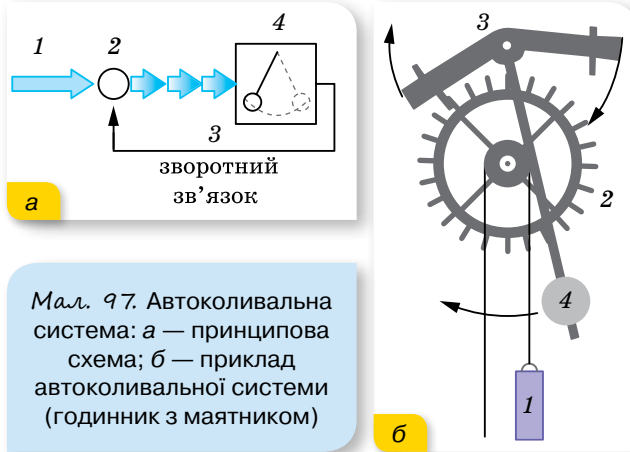 1
2
4
3
зворотний
зв’язок
а
Мал. 97. Автоколивальна
система: а — принципова
схема; б — приклад
автоколивальної системи
(годинник з маятником)
3
2
4
1
б